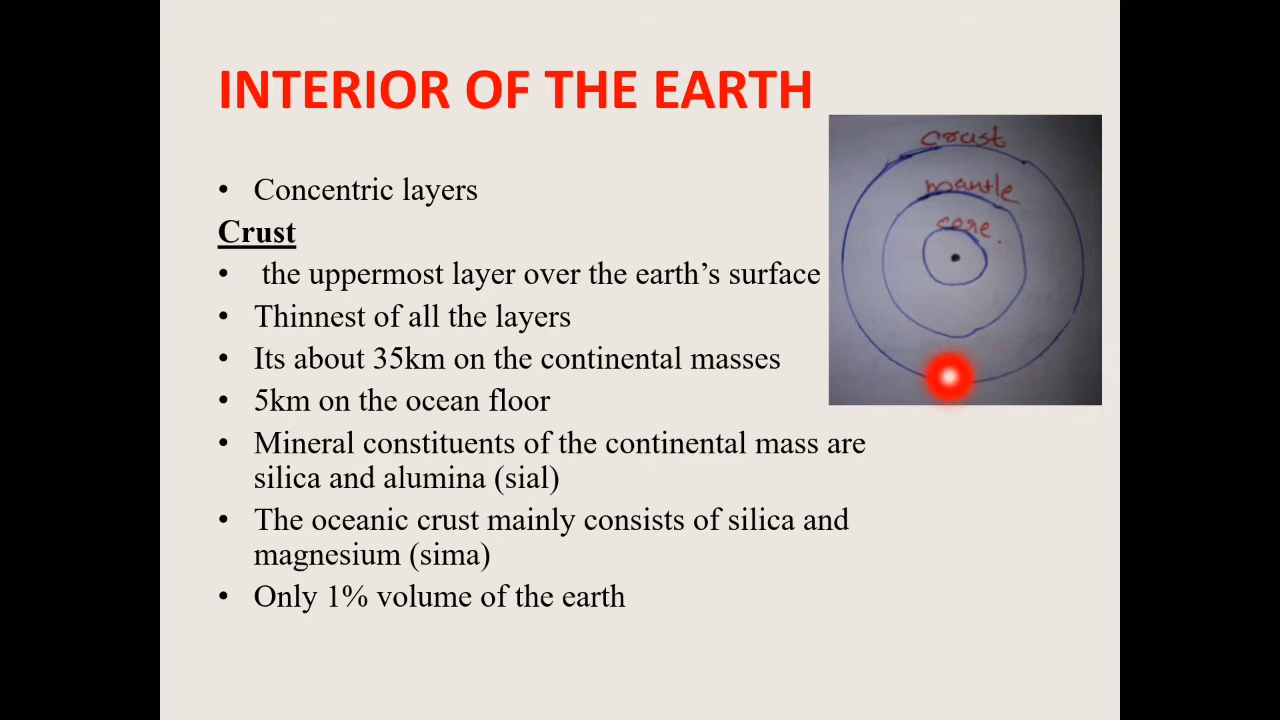 INTERIOR OF THE EARTH
• Concentric layers
Crust
• the uppermost layer over the earth’s surface
• Thinnest of all the layers
• Its about 35km on the continental masses
• 5km on the ocean floor
• Mineral constituents of the continental mass are
silica and alumina (sial)
• The oceanic crust mainly consists of silica and
magnesium (sima)
• Only 1% volume of the earth
crust
mantle
core.